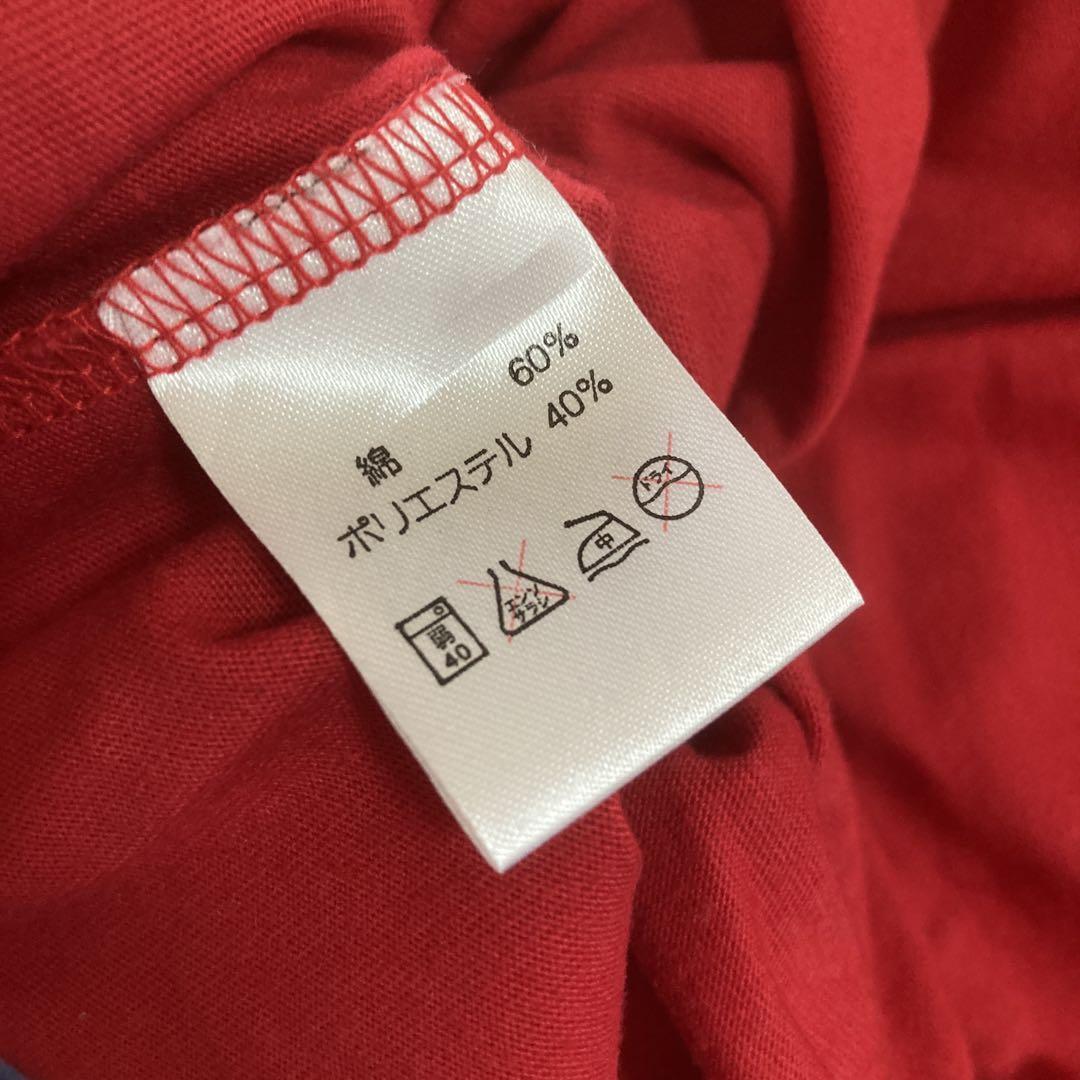 綿 60%
ポリエステル 40%
弱
40
エンソ
サラシ
中
ドライ